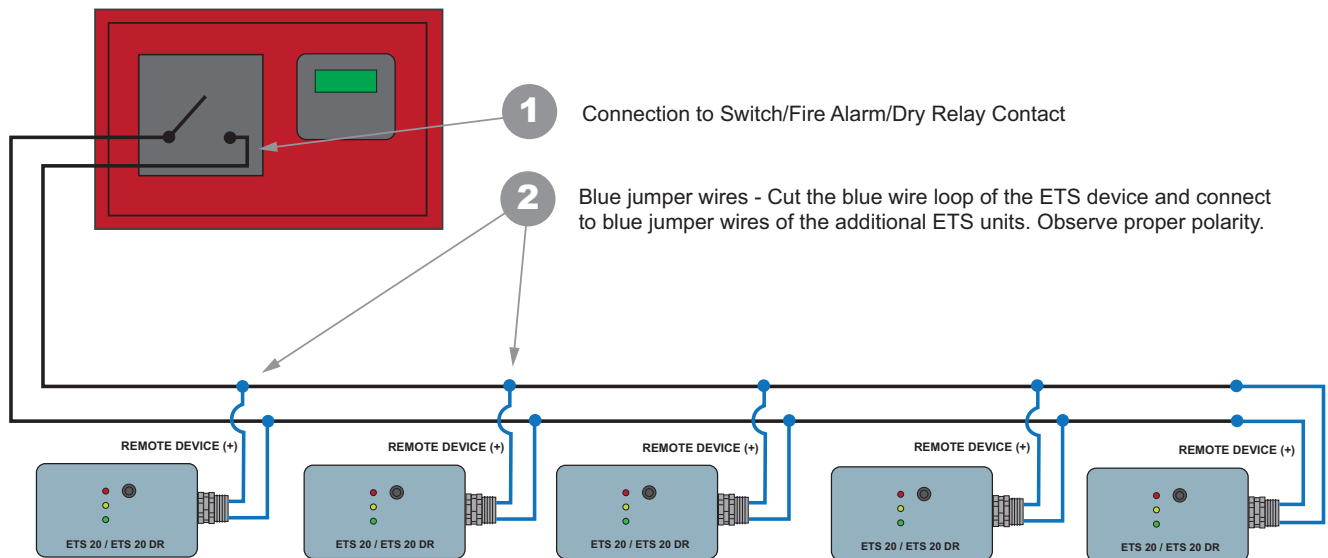 1
Connection to Switch/Fire Alarm/Dry Relay Contact
2
Blue jumper wires - Cut the blue wire loop of the ETS device and connect
to blue jumper wires of the additional ETS units. Observe proper polarity.
REMOTE DEVICE (+)
REMOTE DEVICE (+)
REMOTE DEVICE (+)
REMOTE DEVICE (+)
REMOTE DEVICE (+)
ETS 20 / ETS 20 DR
ETS 20 / ETS 20 DR
ETS 20 / ETS 20 DR
ETS 20 / ETS 20 DR
ETS 20 / ETS 20 DR